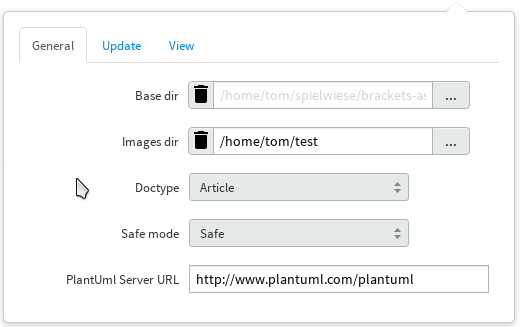 General Update View
Base dir /home/tom/spielwiese/brackets-as ...
Images dir /home/tom/test ...
Doctype Article
Safe mode Safe
PlantUml Server URL http://www.plantuml.com/plantuml